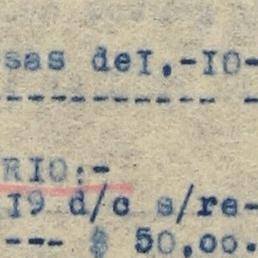 sas deI.-IO-
---------------
RIO:-
I9 d/c s/re-
--- $ 50,oo.